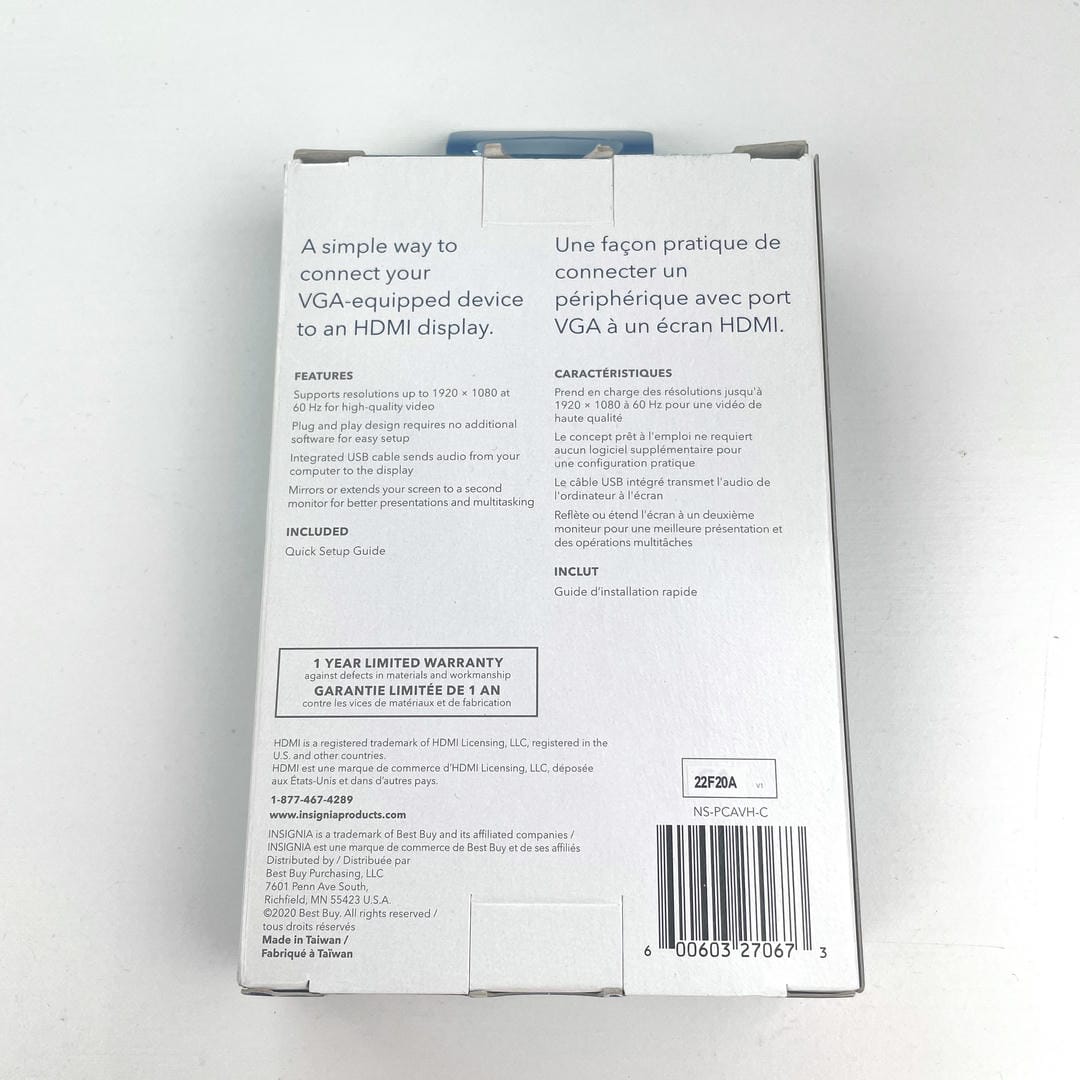 A simple way to
connect your
VGA-equipped device
to an HDMI display.
FEATURES
Supports resolutions up to 1920 × 1080 at
60 Hz for high-quality video
Plug and play design requires no additional
software for easy setup
Integrated USB cable sends audio from your
computer to the display
Mirrors or extends your screen to a second
monitor for better presentations and multitasking
INCLUDED
Quick Setup Guide
Une façon pratique de
connecter un
périphérique avec port
VGA à un écran HDMI.
CARACTÉRISTIQUES
Prend en charge des résolutions jusqu'à
1920 × 1080 à 60 Hz pour une vidéo de
haute qualité
Le concept prêt à l'emploi ne requiert
aucun logiciel supplémentaire pour
une configuration pratique
Le câble USB intégré transmet l'audio de
l'ordinateur à l'écran
Reflète ou étend l'écran à un deuxième
moniteur pour une meilleure présentation et
des opérations multitâches
INCLUT
Guide d'installation rapide
1 YEAR LIMITED WARRANTY
against defects in materials and workmanship
GARANTIE LIMITÉE DE 1 AN
contre les vices de matériaux et de fabrication
HDMI is a registered trademark of HDMI Licensing, LLC, registered in the
U.S. and other countries.
HDMI est une marque de commerce d'HDMI Licensing, LLC, déposée
aux États-Unis et dans d'autres pays.
1-877-467-4289
www.insigniaproducts.com
INSIGNIA is a trademark of Best Buy and its affiliated companies /
INSIGNIA est une marque de commerce de Best Buy et de ses affiliés
Distributed by / Distribuée par
Best Buy Purchasing, LLC
7601 Penn Ave South,
Richfield, MN 55423 U.S.A.
©2020 Best Buy. All rights reserved /
tous droits réservés
Made in Taiwan /
Fabriqué à Taïwan
22F20A V1
NS-PCAVH-C
6 00603 27067 3